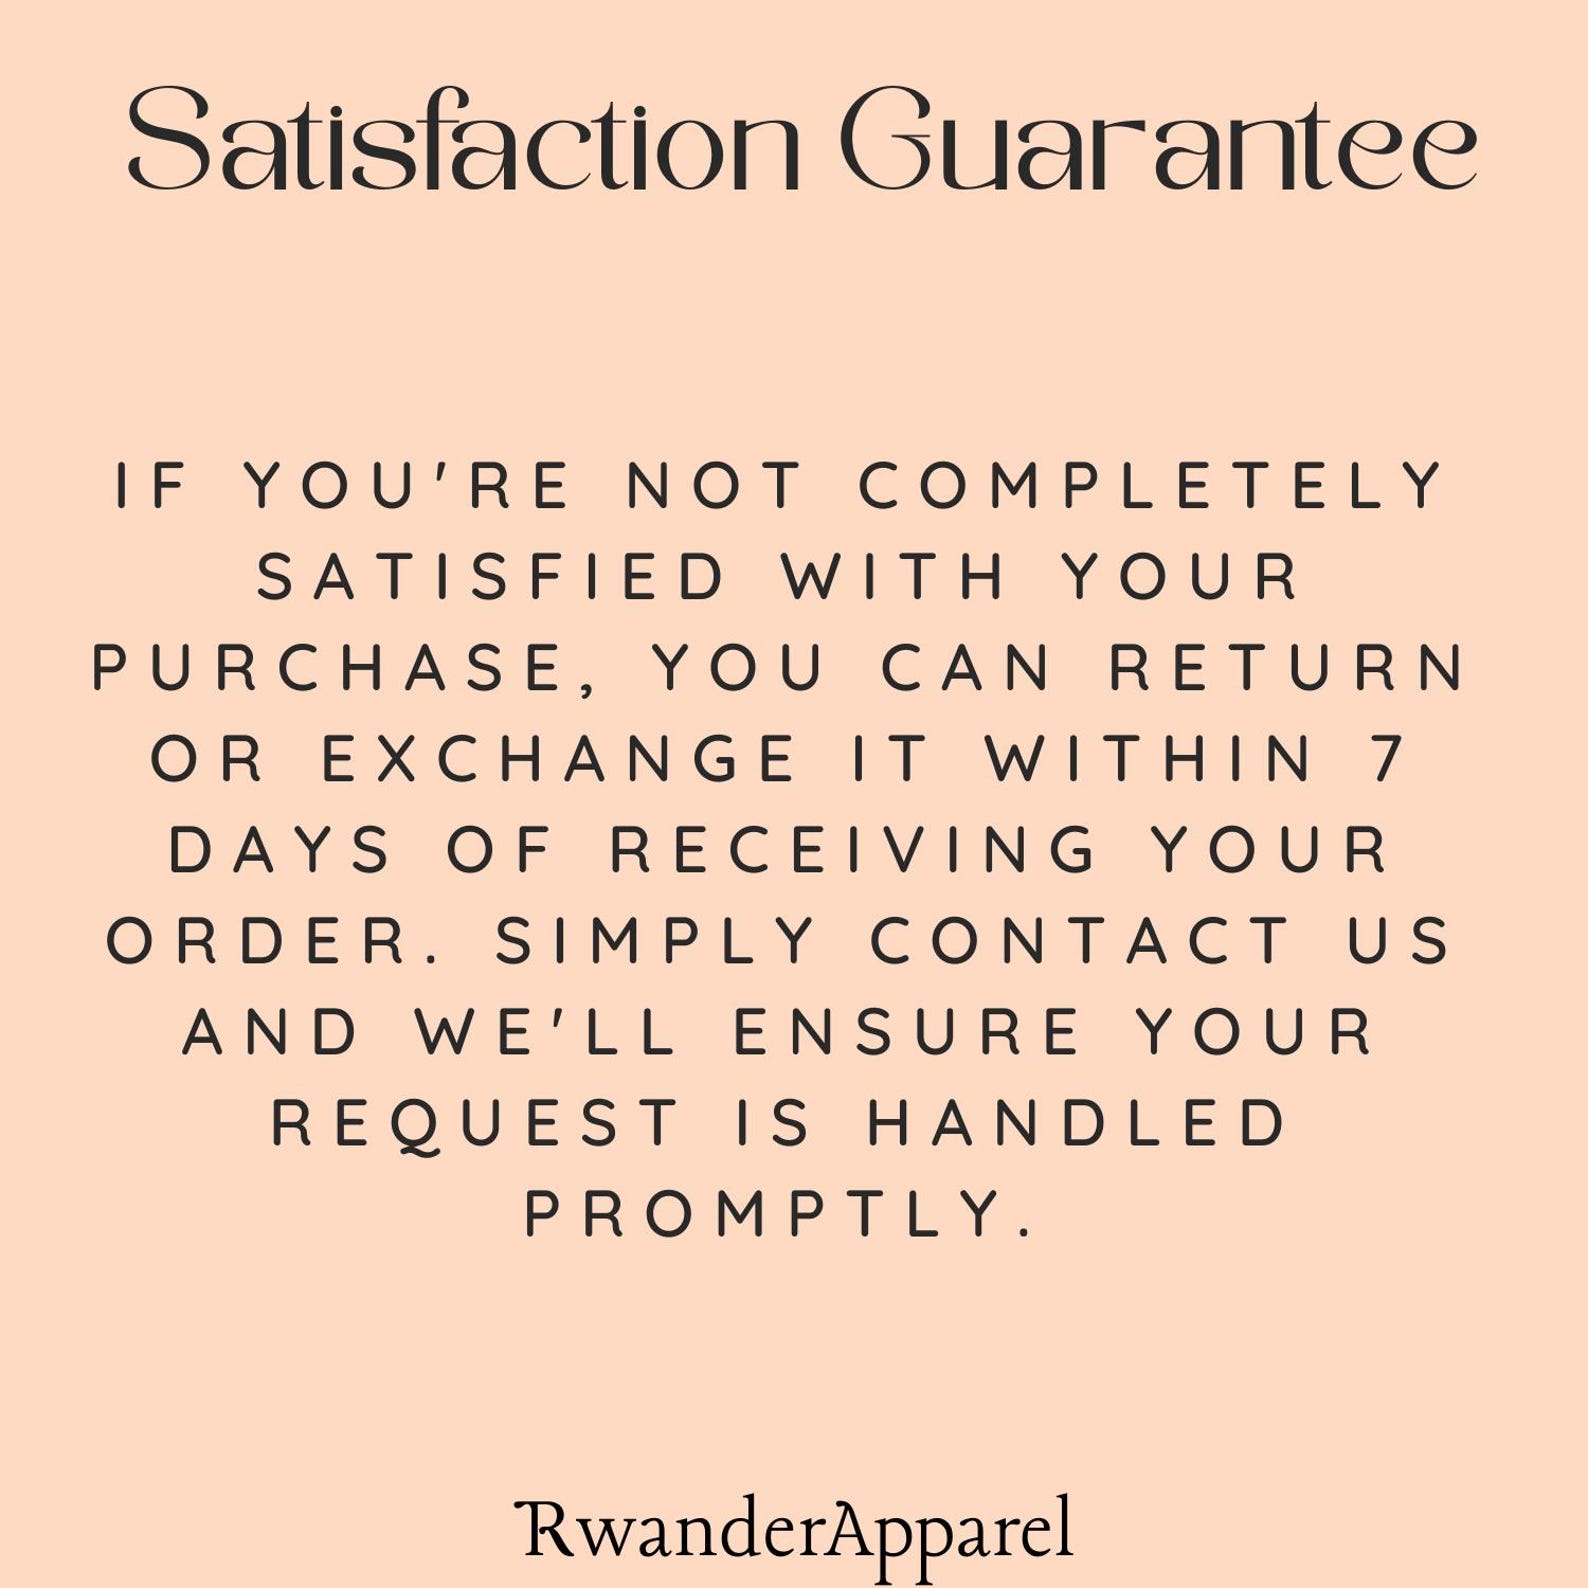 Satisfaction Guarantee
IF YOU'RE NOT COMPLETELY
SATISFIED WITH YOUR
PURCHASE, YOU CAN RETURN
OR EXCHANGE IT WITHIN 7
DAYS OF RECEIVING YOUR
ORDER. SIMPLY CONTACT US
AND WE'LL ENSURE YOUR
REQUEST IS HANDLED
PROMPTLY.
RwanderApparel